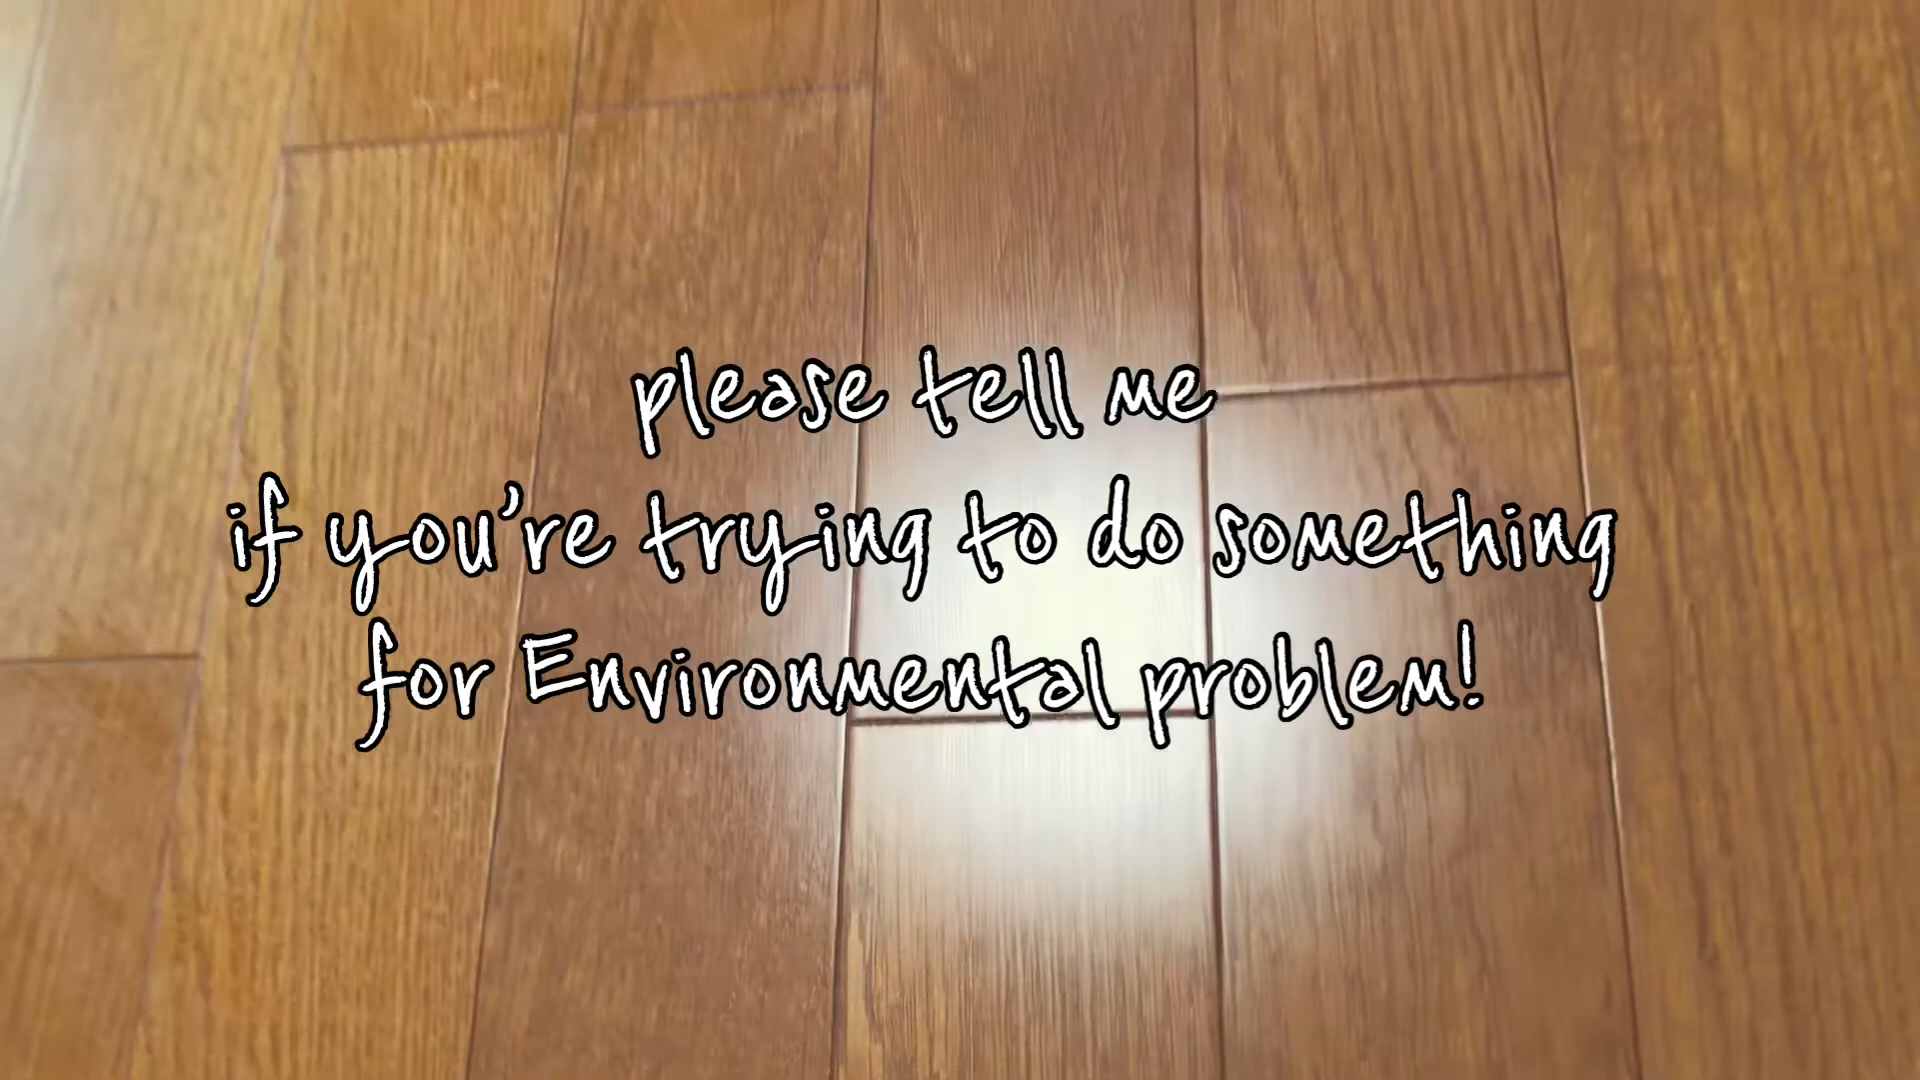 please tell me
if you're trying to do something
for Environmental problem!